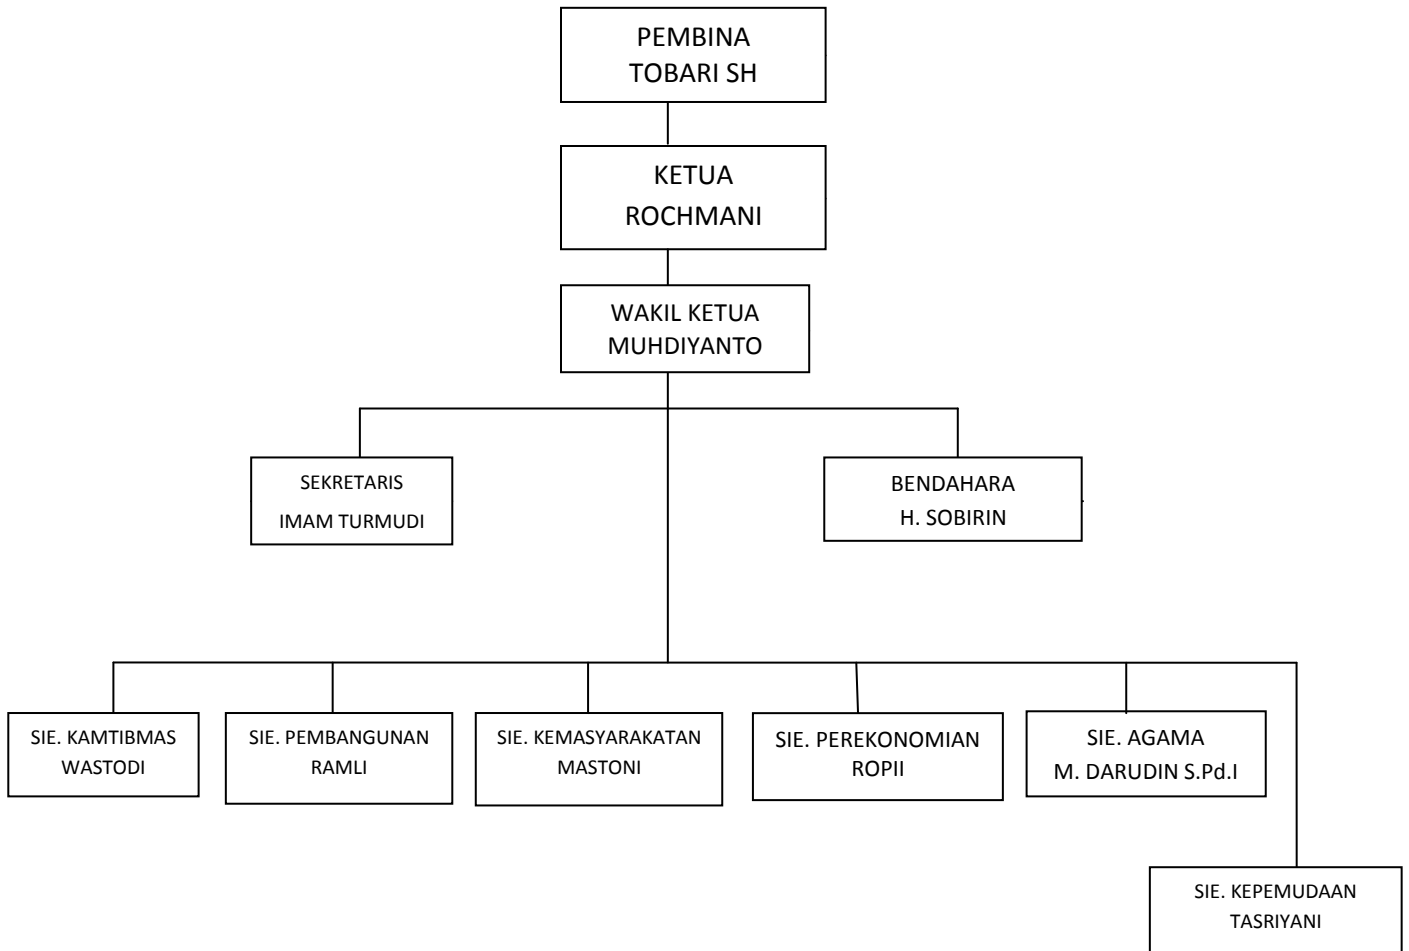 PEMBINA
TOBARI SH
KETUA
ROCHMANI
WAKIL KETUA
MUHDIYANTO
SEKRETARIS
IMAM TURMUDI
BENDAHARA
H. SOBIRIN
SIE. KAMTIBMAS
WASTODI
SIE. PEMBANGUNAN
RAMLI
SIE. KEMASYARAKATAN
MASTONI
SIE. PEREKONOMIAN
ROPII
SIE. AGAMA
M. DARUDIN S.Pd.I
SIE. KEPEMUDAAN
TASRIYANI